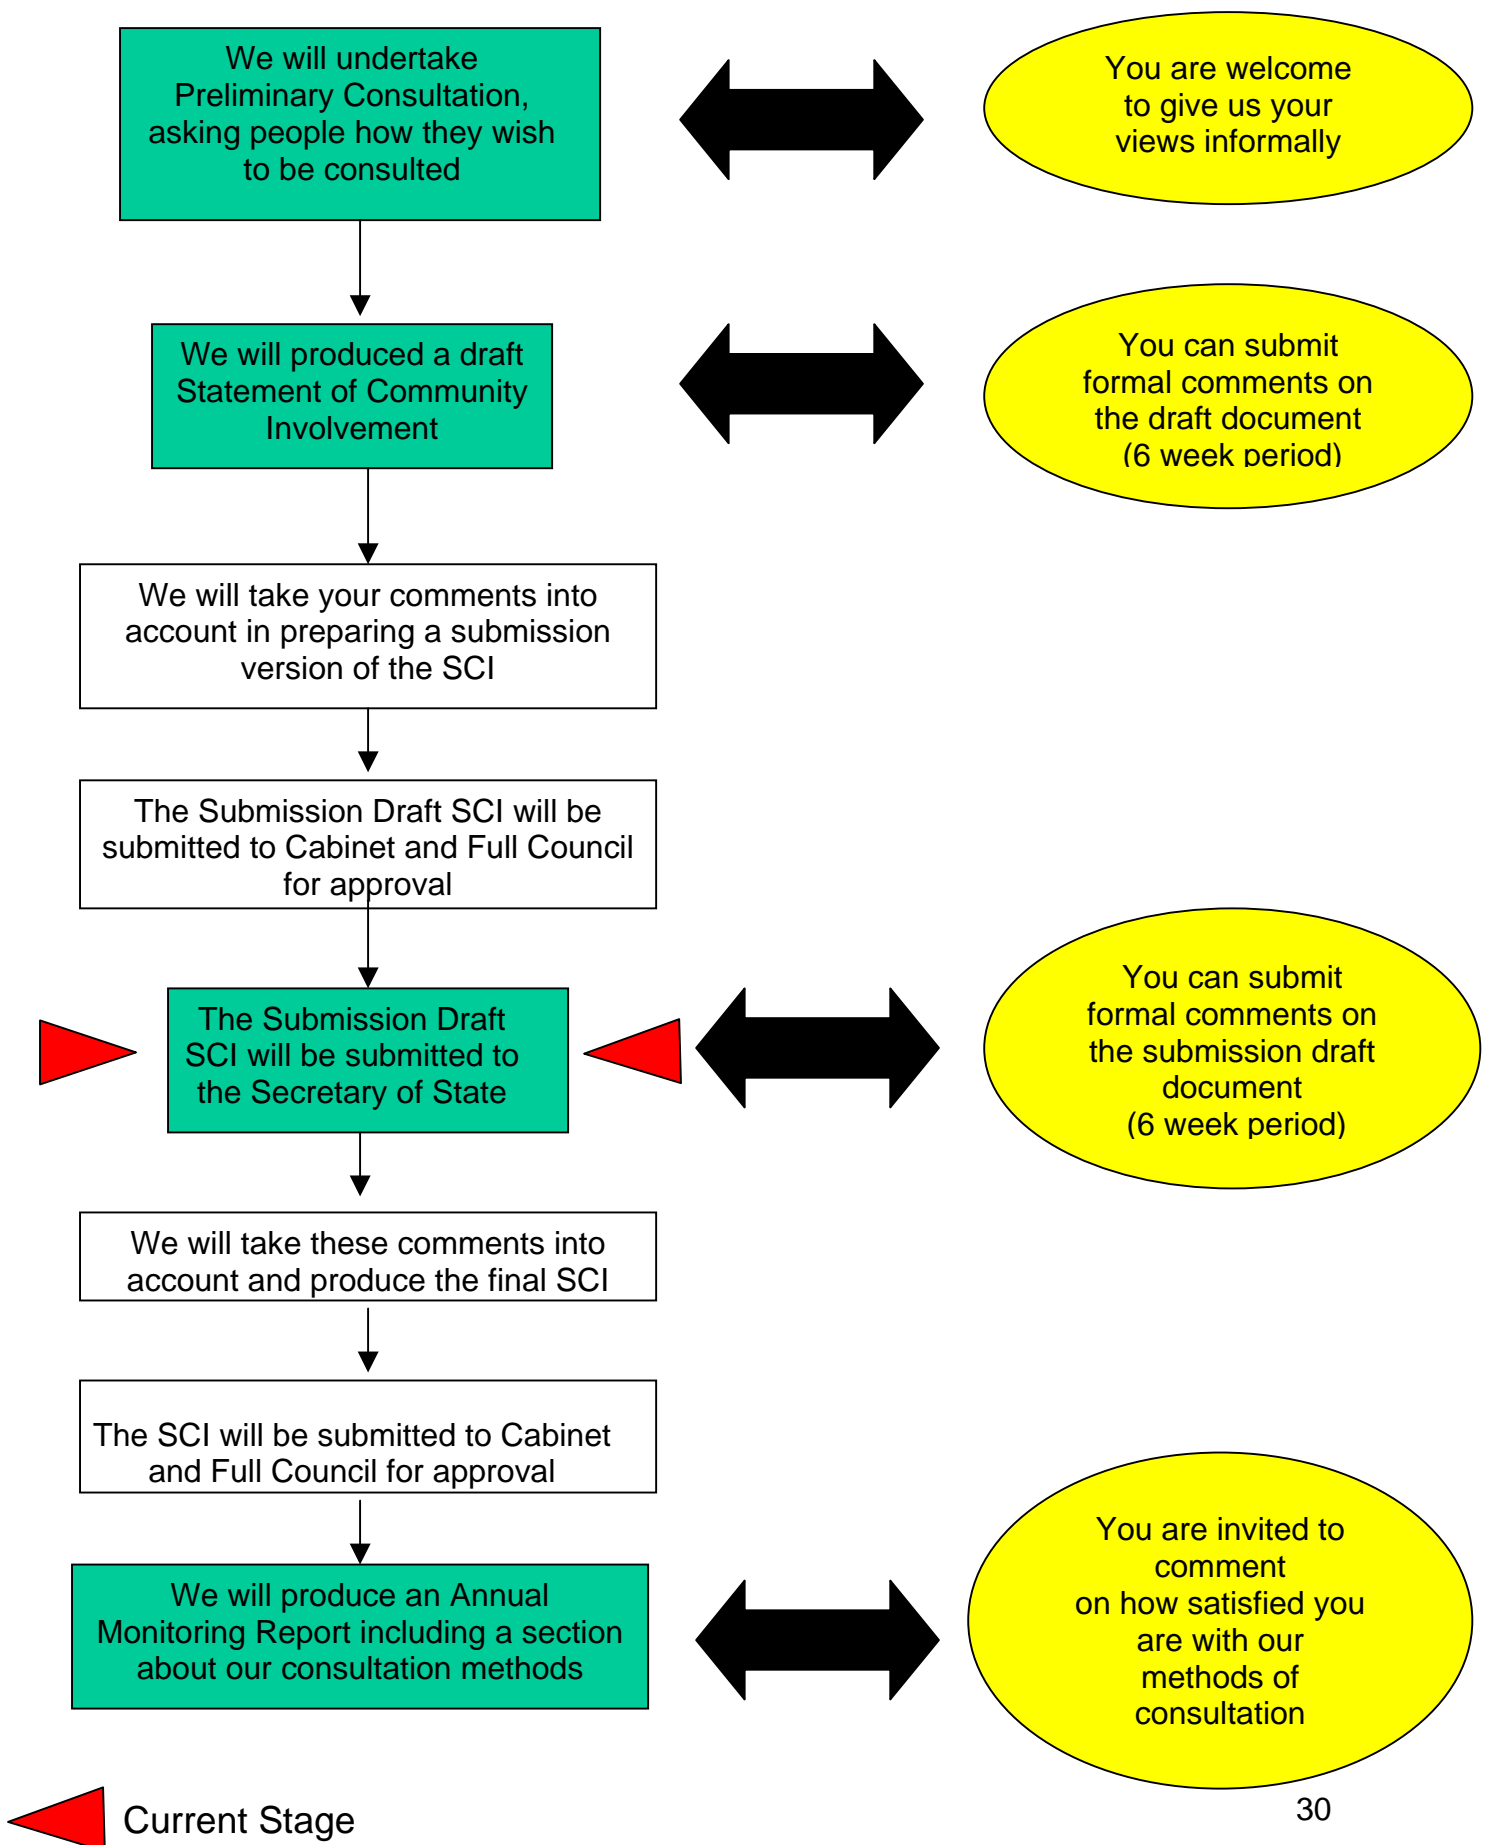 We will undertake
Preliminary Consultation,
asking people how they wish
to be consulted
You are welcome
to give us your
views informally
We will produced a draft
Statement of Community
Involvement
You can submit
formal comments on
the draft document
(6 week period)
We will take your comments into
account in preparing a submission
version of the SCI
The Submission Draft SCI will be
submitted to Cabinet and Full Council
for approval
The Submission Draft
SCI will be submitted to
the Secretary of State
You can submit
formal comments on
the submission draft
document
(6 week period)
We will take these comments into
account and produce the final SCI
The SCI will be submitted to Cabinet
and Full Council for approval
We will produce an Annual
Monitoring Report including a section
about our consultation methods
You are invited to
comment
on how satisfied you
are with our
methods of
consultation
Current Stage
30